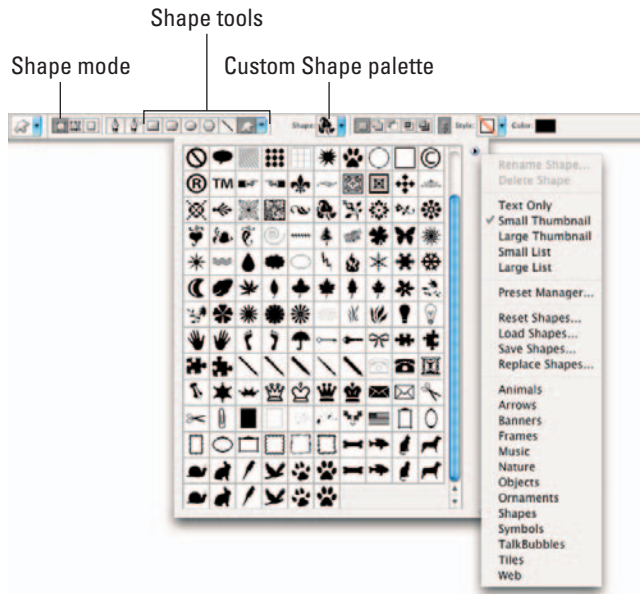 Shape tools
Shape mode
Custom Shape palette
Shape:
Style:
Color:
©
®
TM
Rename Shape...
Delete Shape
Text Only
✓ Small Thumbnail
Large Thumbnail
Small List
Large List
Preset Manager...
Reset Shapes...
Load Shapes...
Save Shapes...
Replace Shapes...
Animals
Arrows
Banners
Frames
Music
Nature
Objects
Ornaments
Shapes
Symbols
TalkBubbles
Tiles
Web